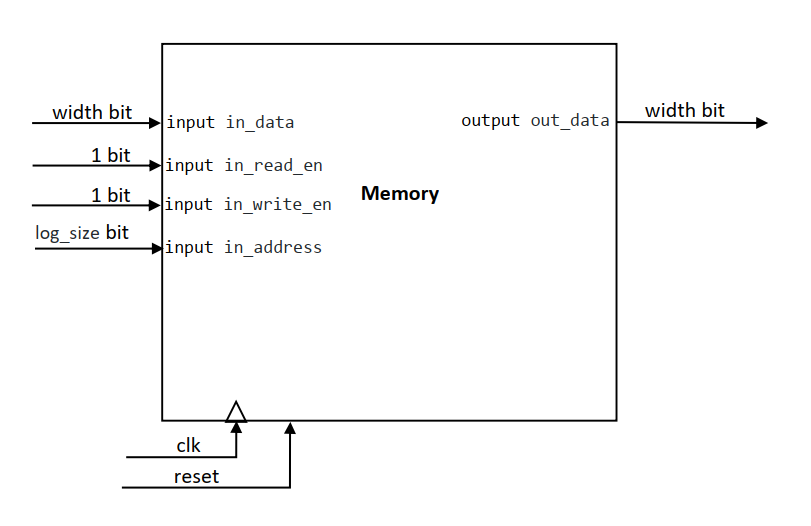 width bit
input in_data
output out_data
width bit
1 bit
input in_read_en
1 bit
input in_write_en
Memory
log_size bit
input in_address
clk
reset